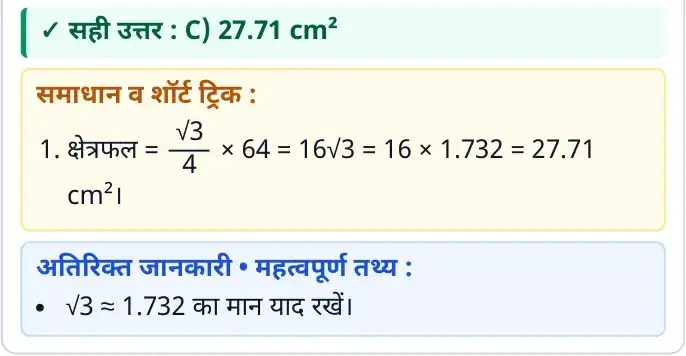 ✓ सही उत्तर : C) 27.71 cm²
समाधान व शॉर्ट ट्रिक :
1. क्षेत्रफल = √3/4 × 64 = 16√3 = 16 × 1.732 = 27.71
cm²।
अतिरिक्त जानकारी • महत्वपूर्ण तथ्य :
• √3 ≈ 1.732 का मान याद रखें।